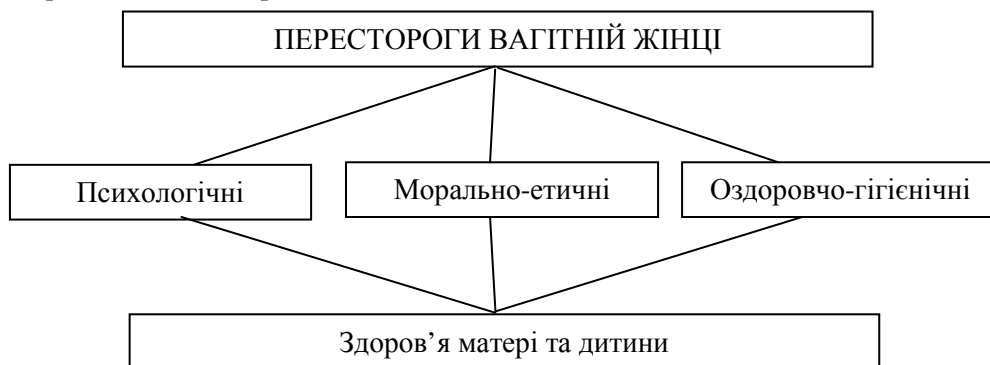 ПЕРЕСТОРОГИ ВАГІТНІЙ ЖІНЦІ
Психологічні
Морально-етичні
Оздоровчо-гігієнічні
Здоров’я матері та дитини